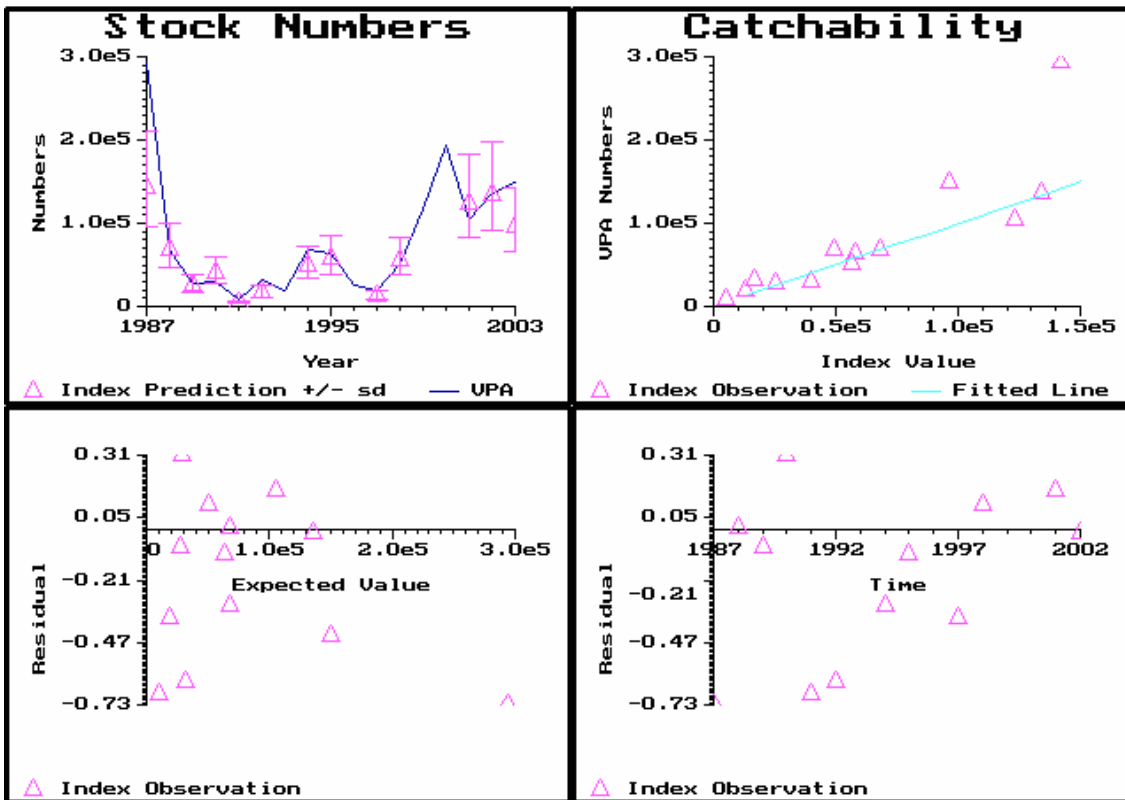 Stock Numbers
3.0e5
2.0e5
1.0e5
0
Numbers
1987 1995 2003
Year
Index Prediction +/- sd VPA
Catchability
3.0e5
2.0e5
1.0e5
0
VPA Numbers
0 0.5e5 1.0e5 1.5e5
Index Value
Index Observation Fitted Line
0.31
0.05
-0.21
-0.47
-0.73
Residual
0 1.0e5 2.0e5 3.0e5
Expected Value
Index Observation
0.31
0.05
-0.21
-0.47
-0.73
Residual
1987 1992 1997 2002
Time
Index Observation